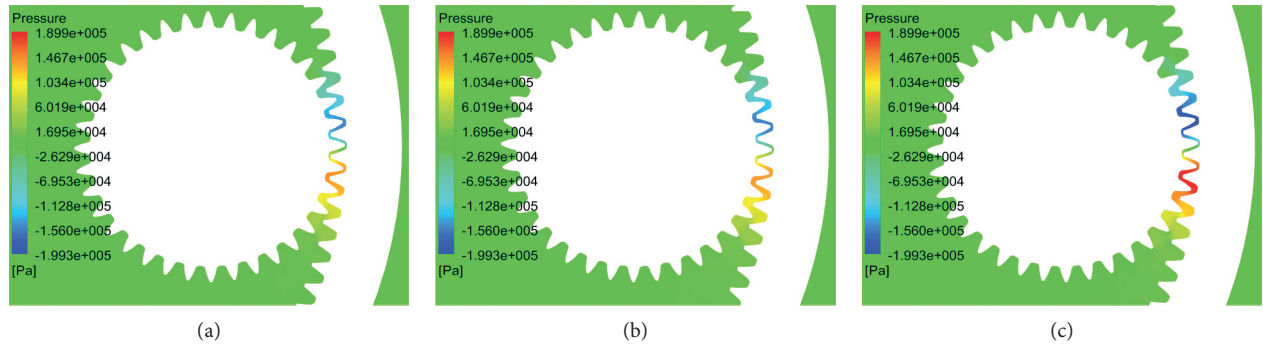 Pressure
1.899e+005
1.467e+005
1.034e+005
6.019e+004
1.695e+004
-2.629e+004
-6.953e+004
-1.128e+005
-1.560e+005
-1.993e+005
[Pa]
(a)
Pressure
1.899e+005
1.467e+005
1.034e+005
6.019e+004
1.695e+004
-2.629e+004
-6.953e+004
-1.128e+005
-1.560e+005
-1.993e+005
[Pa]
(b)
Pressure
1.899e+005
1.467e+005
1.034e+005
6.019e+004
1.695e+004
-2.629e+004
-6.953e+004
-1.128e+005
-1.560e+005
-1.993e+005
[Pa]
(c)